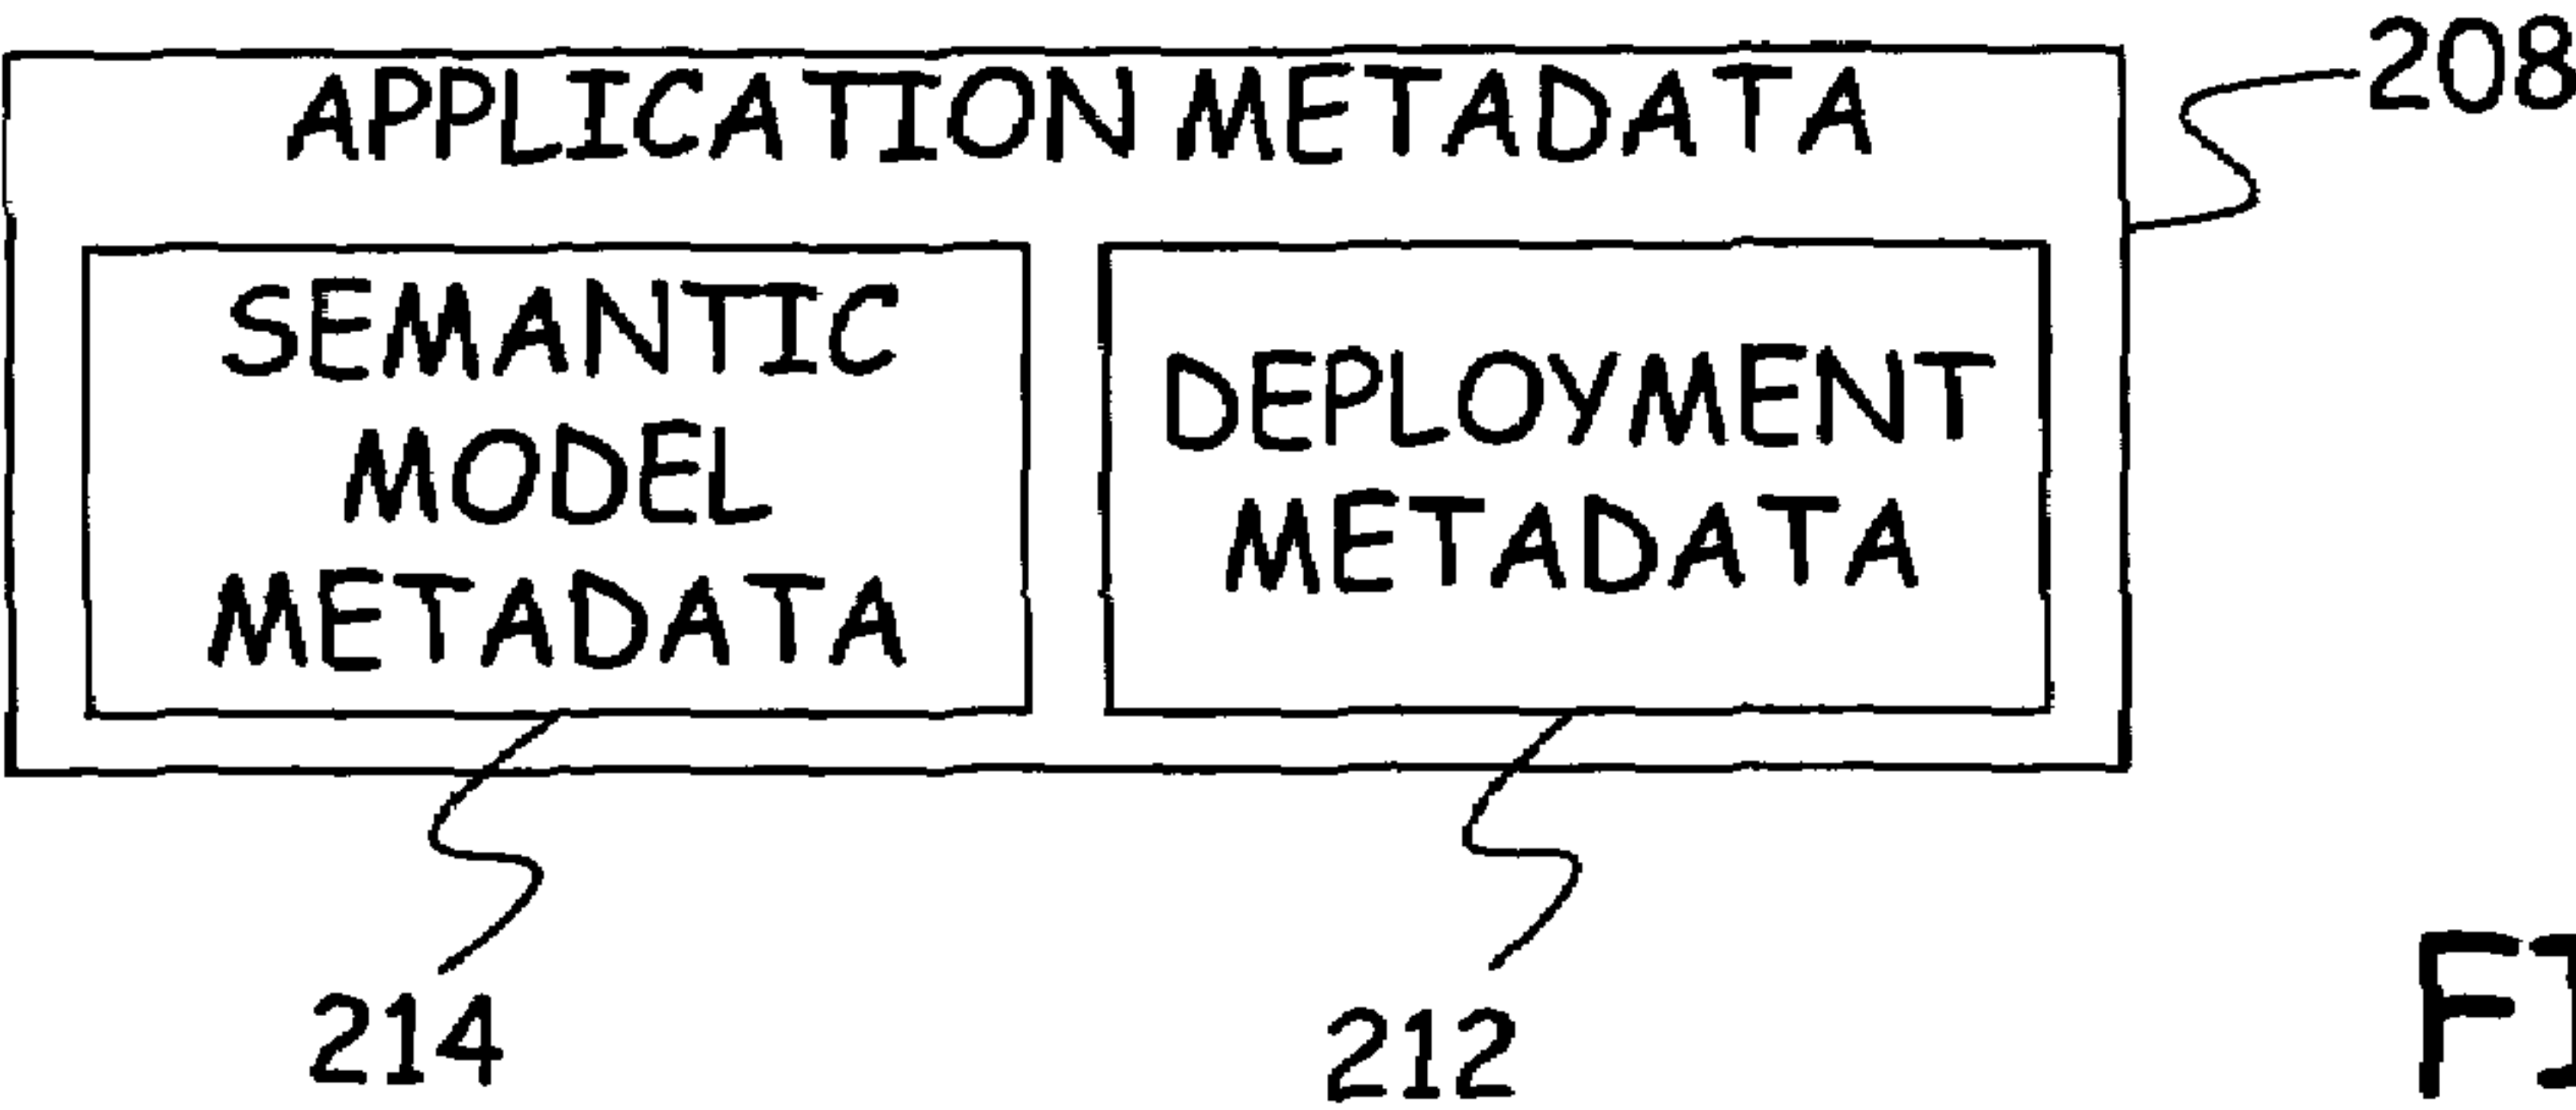 208
APPLICATION METADATA
SEMANTIC
MODEL
METADATA
DEPLOYMENT
METADATA
214
212